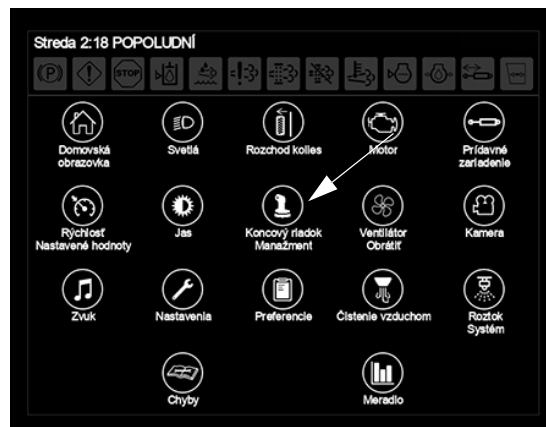 Streda 2:18 POPOLUDNÍ
(P) STOP
Domovská
obrazovka
Svetlá
Rozchod kolies
Motor
Prídavné
zariadenie
Rýchlosť
Nastavené hodnoty
Jas
Koncový riadok
Manažment
Ventilátor
Obrátiť
Kamera
Zvuk
Nastavenia
Preferencie
Čistenie vzduchom
Roztok
Systém
Chyby
Meradlo